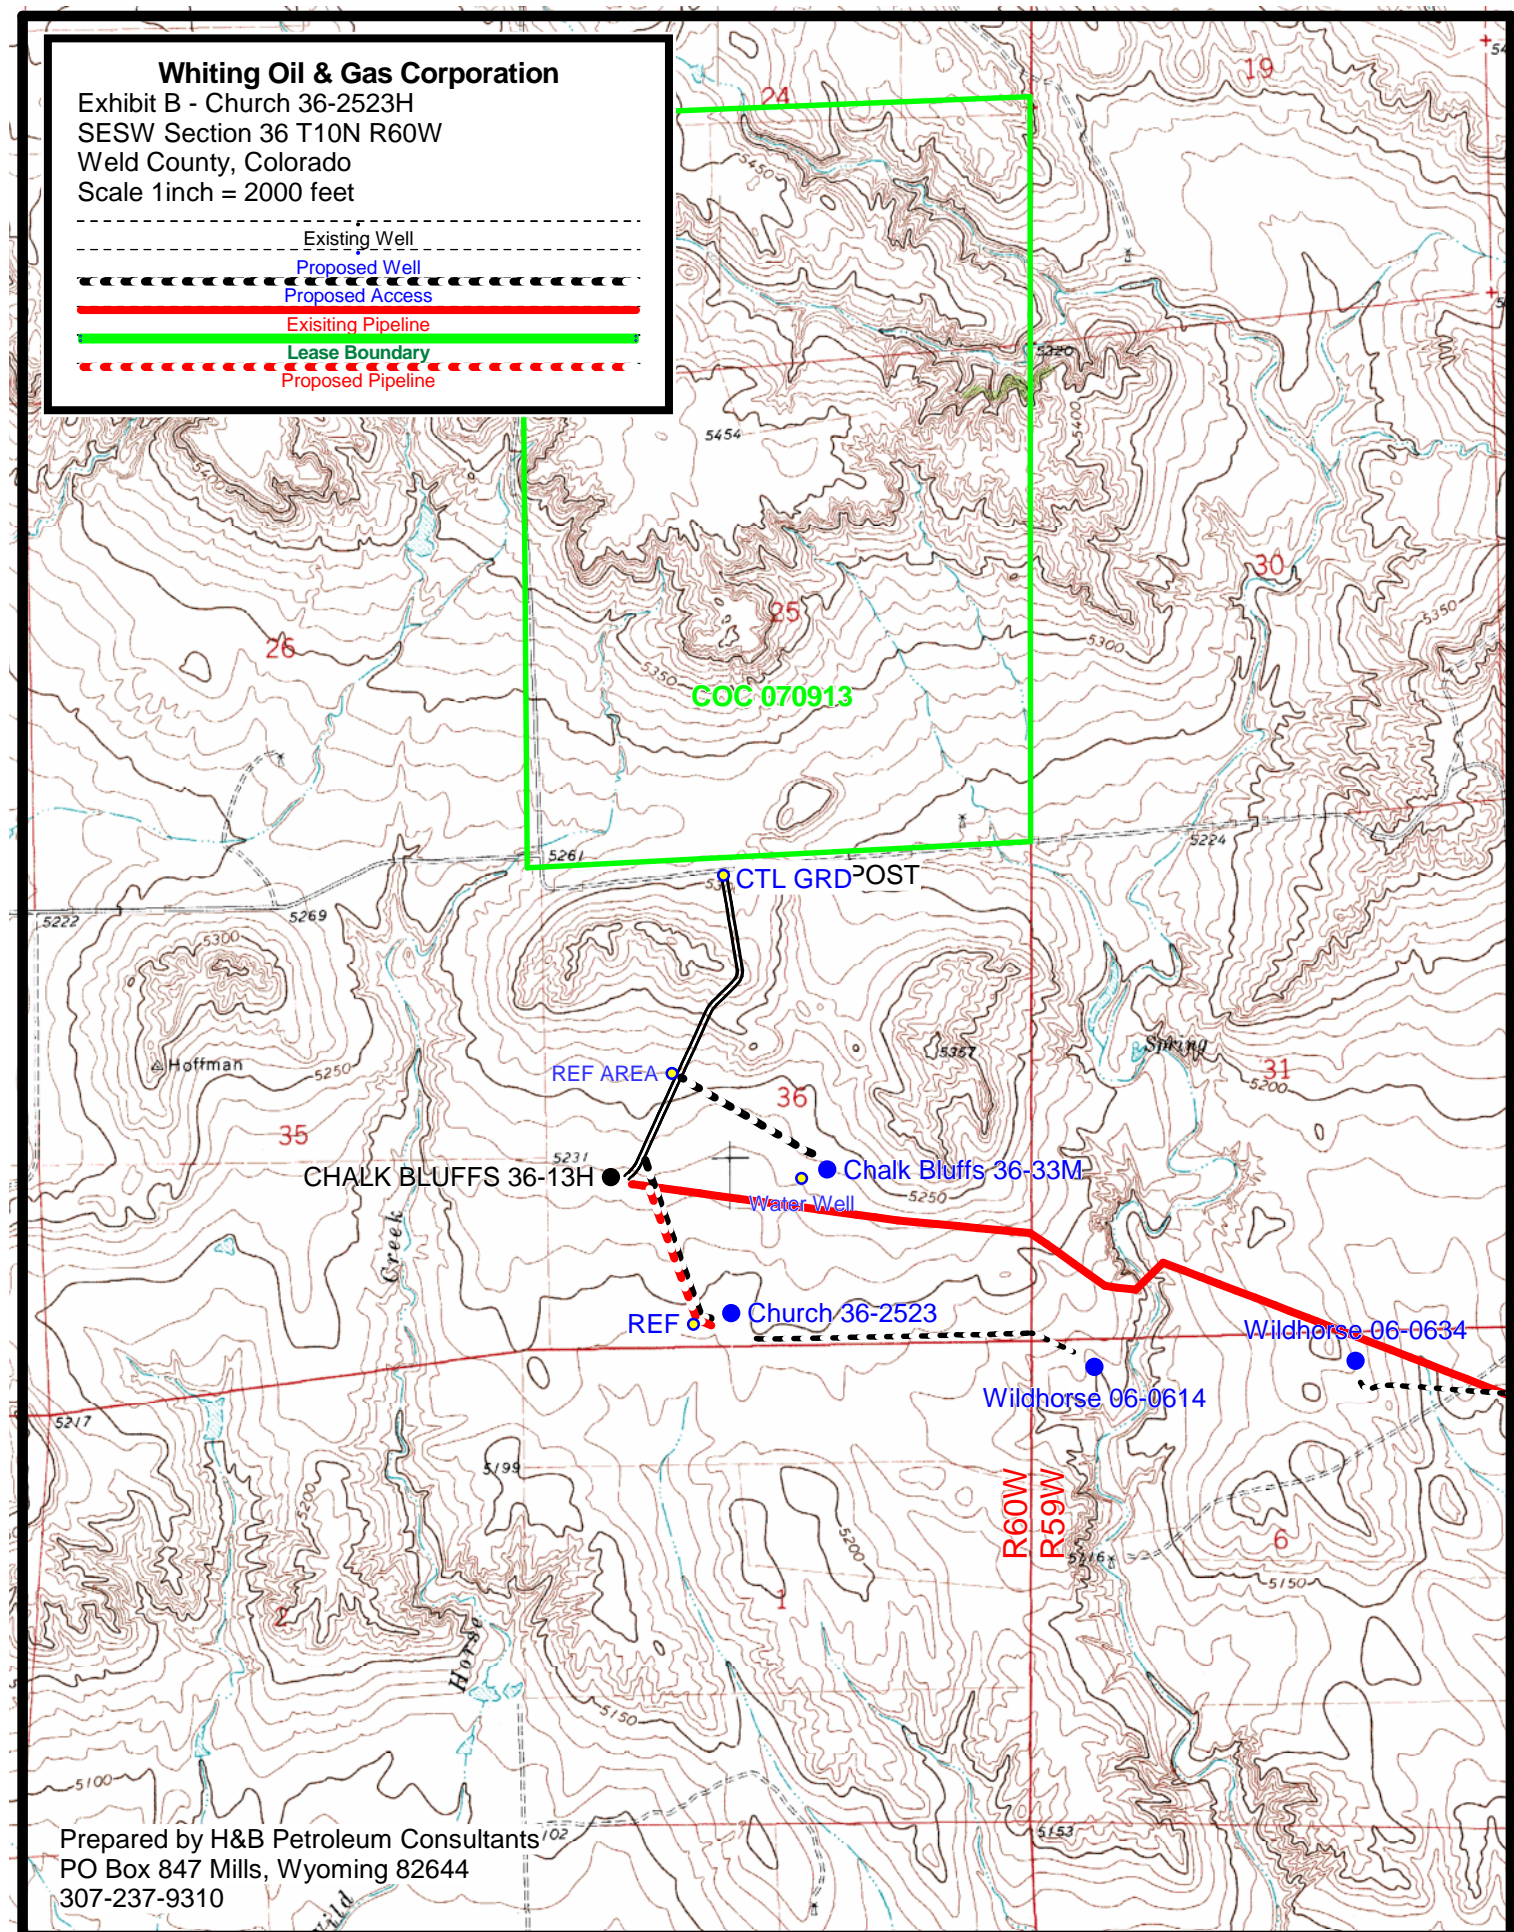 Whiting Oil & Gas Corporation
Exhibit B - Church 36-2523H
SESW Section 36 T10N R60W
Weld County, Colorado
Scale 1inch = 2000 feet
Existing Well
Proposed Well
Proposed Access
Exisiting Pipeline
Lease Boundary
Proposed Pipeline
24
19
5450
5320
5400
5454
5400
30
25
26
5350
5350
5300
COC 070913
5261
5224
CTL GRD
POST
5222
5269
5300
Hoffman
5250
REF AREA
5357
Spring
36
31
5200
35
5231
CHALK BLUFFS 36-13H
Chalk Bluffs 36-33M
Water Well
5250
Creek
REF
Church 36-2523
Wildhorse 06-0634
Wildhorse 06-0614
5217
5199
5200
5200
R60W
R59W
6
5116
5150
2
1
Horse
5150
5100
5153
Prepared by H&B Petroleum Consultants
PO Box 847 Mills, Wyoming 82644
307-237-9310